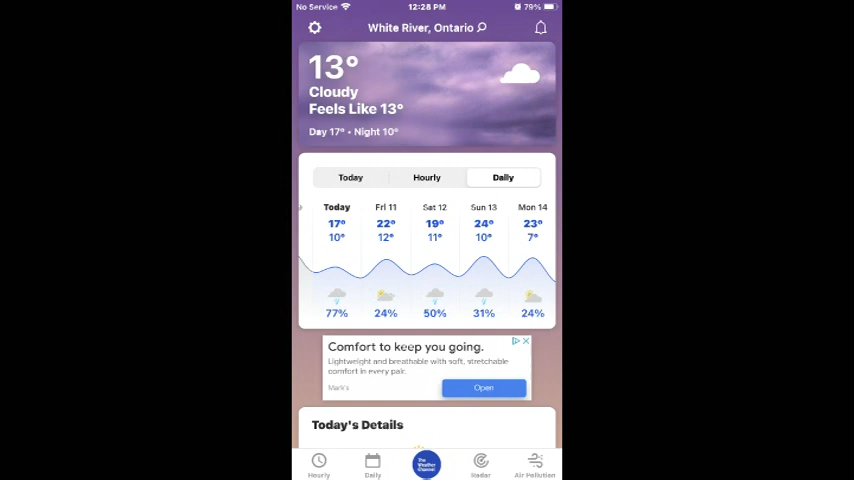 No Service 12:28 PM 79%
White River, Ontario
13°
Cloudy
Feels Like 13°
Day 17° • Night 10°
Today Hourly Daily
Today Fri 11 Sat 12 Sun 13 Mon 14
17° 22° 19° 24° 23°
10° 12° 11° 10° 7°
77% 24% 50% 31% 24%
Comfort to keep you going.
Lightweight and breathable with soft, stretchable
comfort in every pair.
Mark's Open
Today's Details
The
Weather
Channel
Hourly Daily Radar Air Pollution